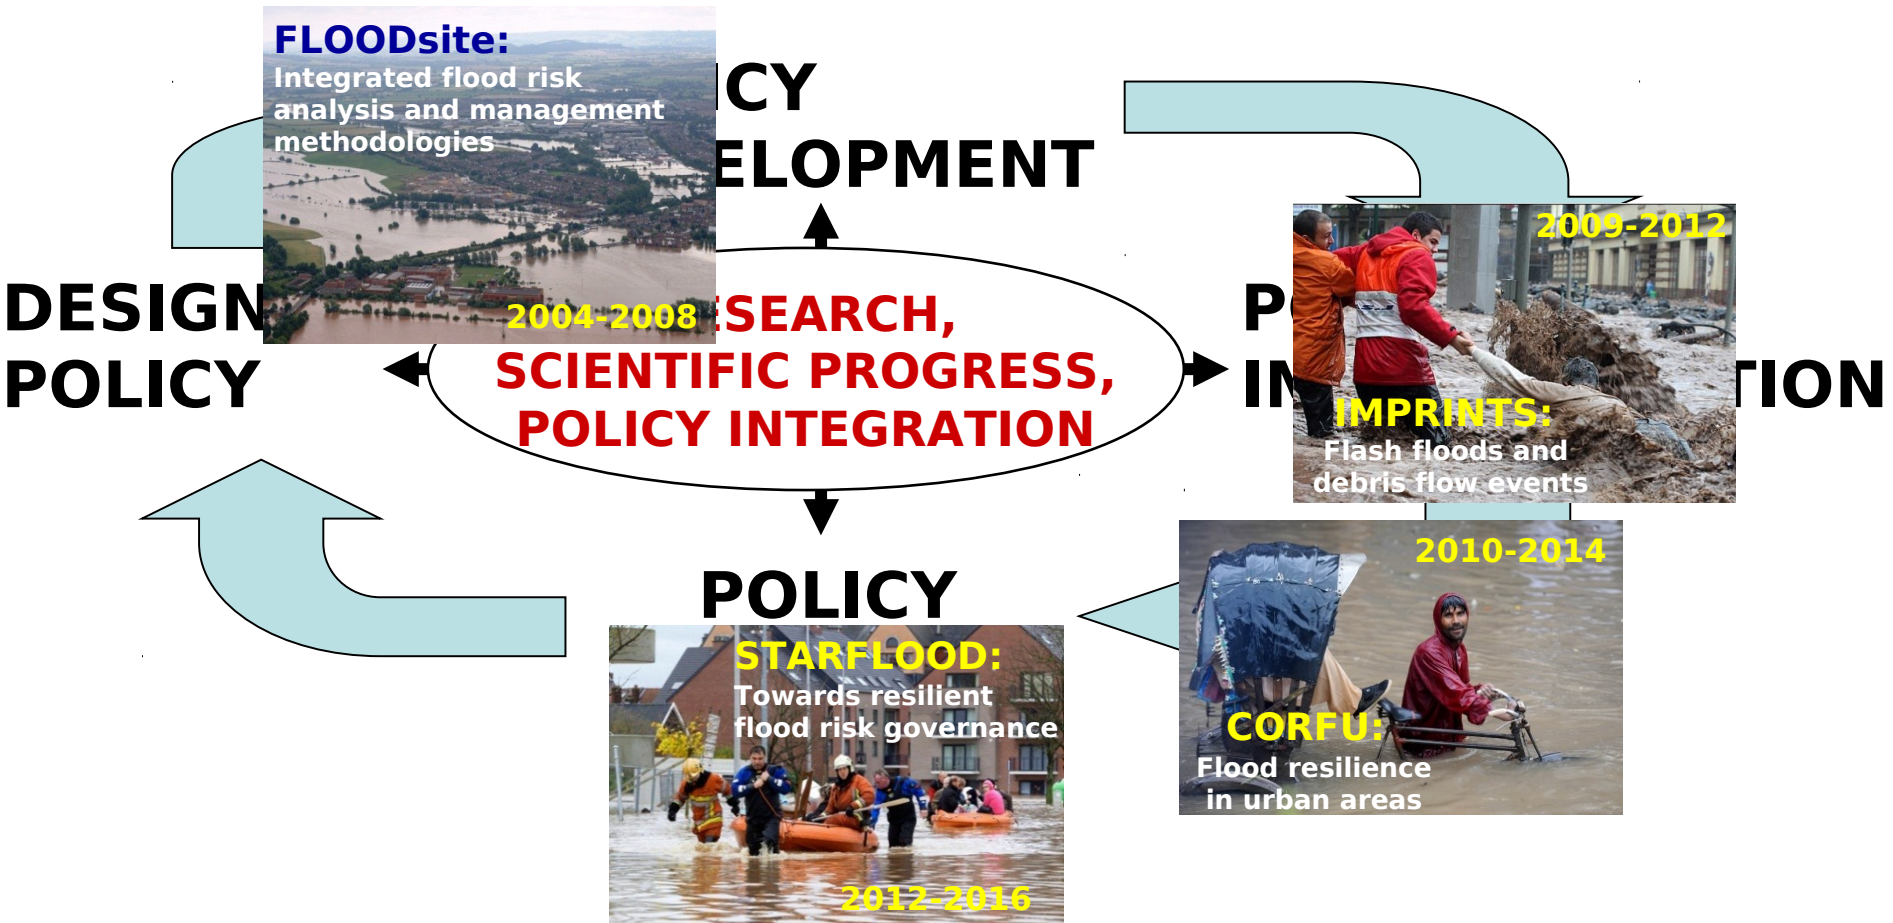 FLOODsite:
Integrated flood risk
analysis and management
methodologies
2004-2008
ICY
ELOPMENT
2009-2012
IMPRINTS:
Flash floods and
debris flow events
DESIGN
POLICY
ESEARCH,
SCIENTIFIC PROGRESS,
POLICY INTEGRATION
TION
2010-2014
CORFU:
Flood resilience
in urban areas
POLICY
STARFLOOD:
Towards resilient
flood risk governance
2012-2016